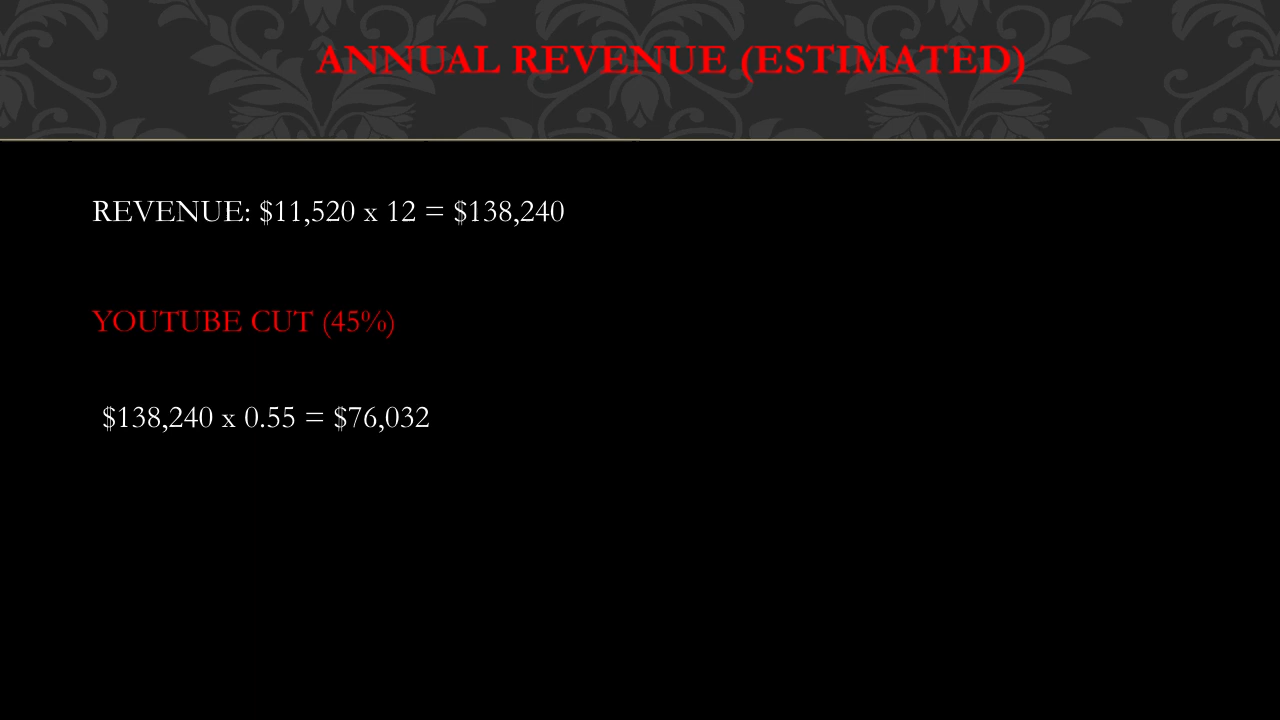 ANNUAL REVENUE (ESTIMATED)
REVENUE: $11,520 x 12 = $138,240
YOUTUBE CUT (45%)
$138,240 x 0.55 = $76,032